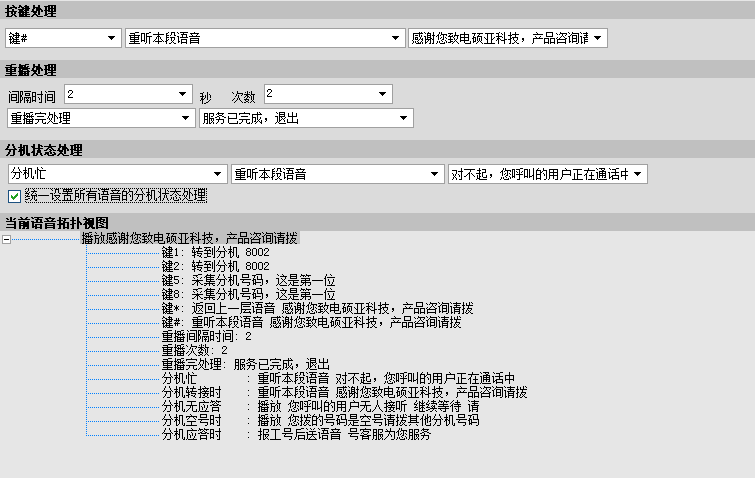 按键处理
键# 重听本段语音 感谢您致电硕亚科技，产品咨询请
重播处理
间隔时间 2 秒 次数 2
重播完处理 服务已完成，退出
分机状态处理
分机忙 重听本段语音 对不起，您呼叫的用户正在通话中
统一设置所有语音的分机状态处理
当前语音拓扑视图
播放感谢您致电硕亚科技，产品咨询请拨
键1: 转到分机 8002
键2: 转到分机 8002
键5: 采集分机号码，这是第一位
键8: 采集分机号码，这是第一位
键*: 返回上一层语音 感谢您致电硕亚科技，产品咨询请拨
键#: 重听本段语音 感谢您致电硕亚科技，产品咨询请拨
重播间隔时间: 2
重播次数: 2
重播完处理: 服务已完成，退出
分机忙 : 重听本段语音 对不起，您呼叫的用户正在通话中
分机转接时 : 重听本段语音 感谢您致电硕亚科技，产品咨询请拨
分机无应答 : 播放 您呼叫的用户无人接听 继续等待 请
分机空号时 : 播放 您拨的号码是空号请拨其他分机号码
分机应答时 : 报工号后送语音 号客服为您服务